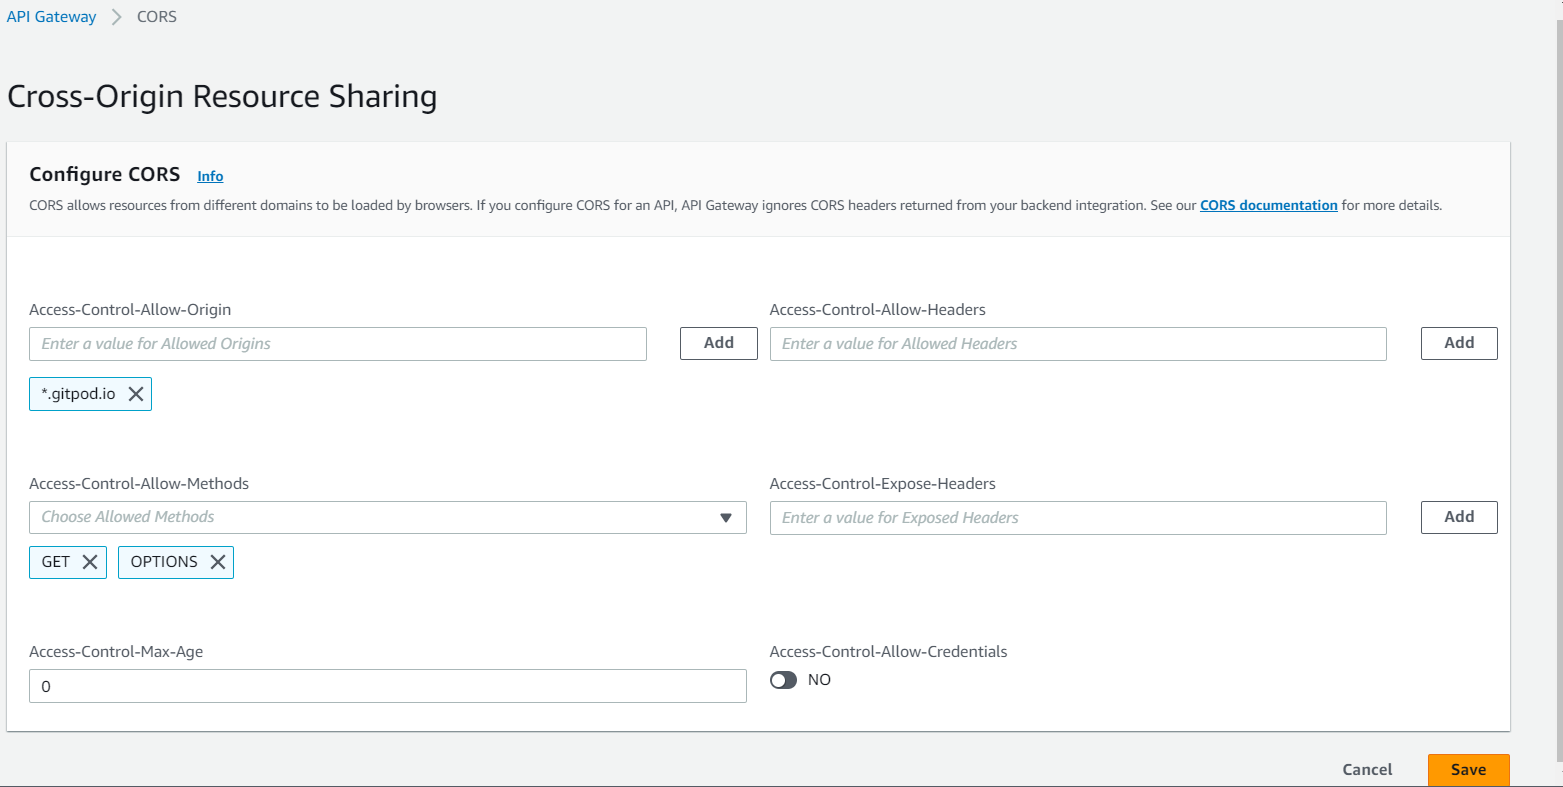 API Gateway > CORS
Cross-Origin Resource Sharing
Configure CORS Info
CORS allows resources from different domains to be loaded by browsers. If you configure CORS for an API, API Gateway ignores CORS headers returned from your backend integration. See our CORS documentation for more details.
Access-Control-Allow-Origin
Enter a value for Allowed Origins
Add
*.gitpod.io
Access-Control-Allow-Headers
Enter a value for Allowed Headers
Add
Access-Control-Allow-Methods
Choose Allowed Methods
GET OPTIONS
Access-Control-Expose-Headers
Enter a value for Exposed Headers
Add
Access-Control-Max-Age
0
Access-Control-Allow-Credentials
NO
Cancel Save